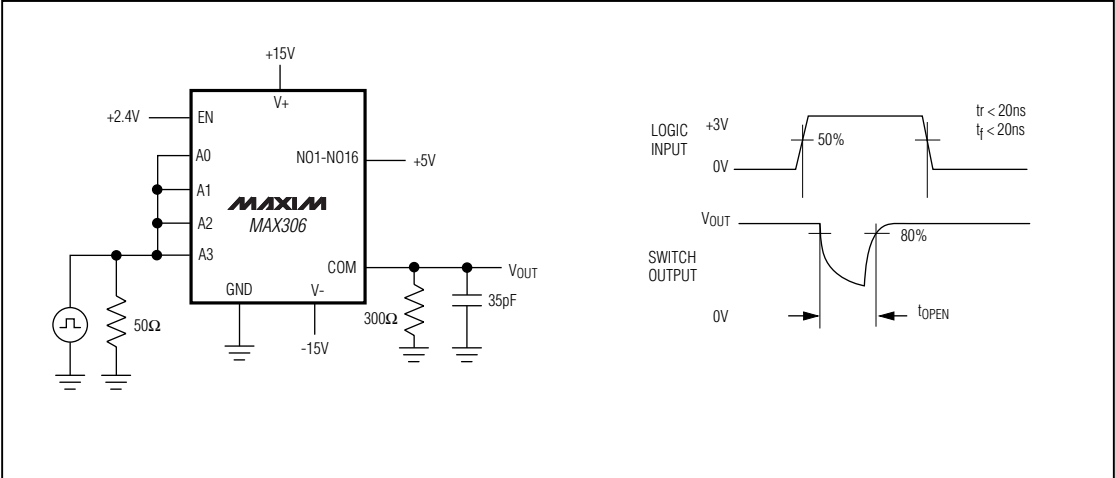 +15V
V+
+2.4V
EN
A0
NO1-NO16
+5V
A1
MAXIM
A2
MAX306
A3
COM
VOUT
GND
V-
50Ω
300Ω
35pF
-15V
LOGIC
INPUT
+3V
50%
0V
tr < 20ns
tf < 20ns
VOUT
80%
SWITCH
OUTPUT
0V
tOPEN